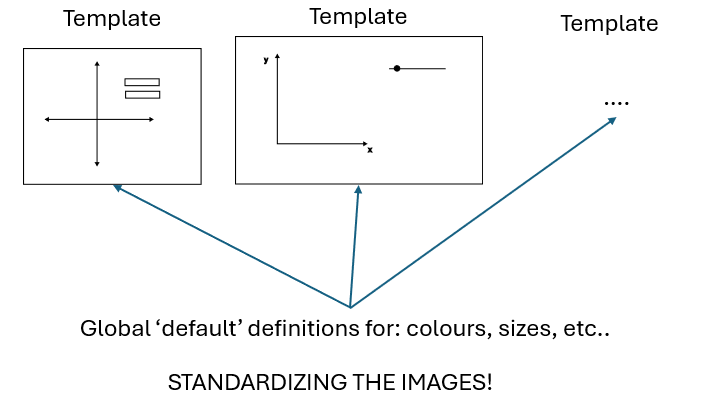 Template
Template
Template
y
x
....
Global ‘default’ definitions for: colours, sizes, etc..
STANDARDIZING THE IMAGES!